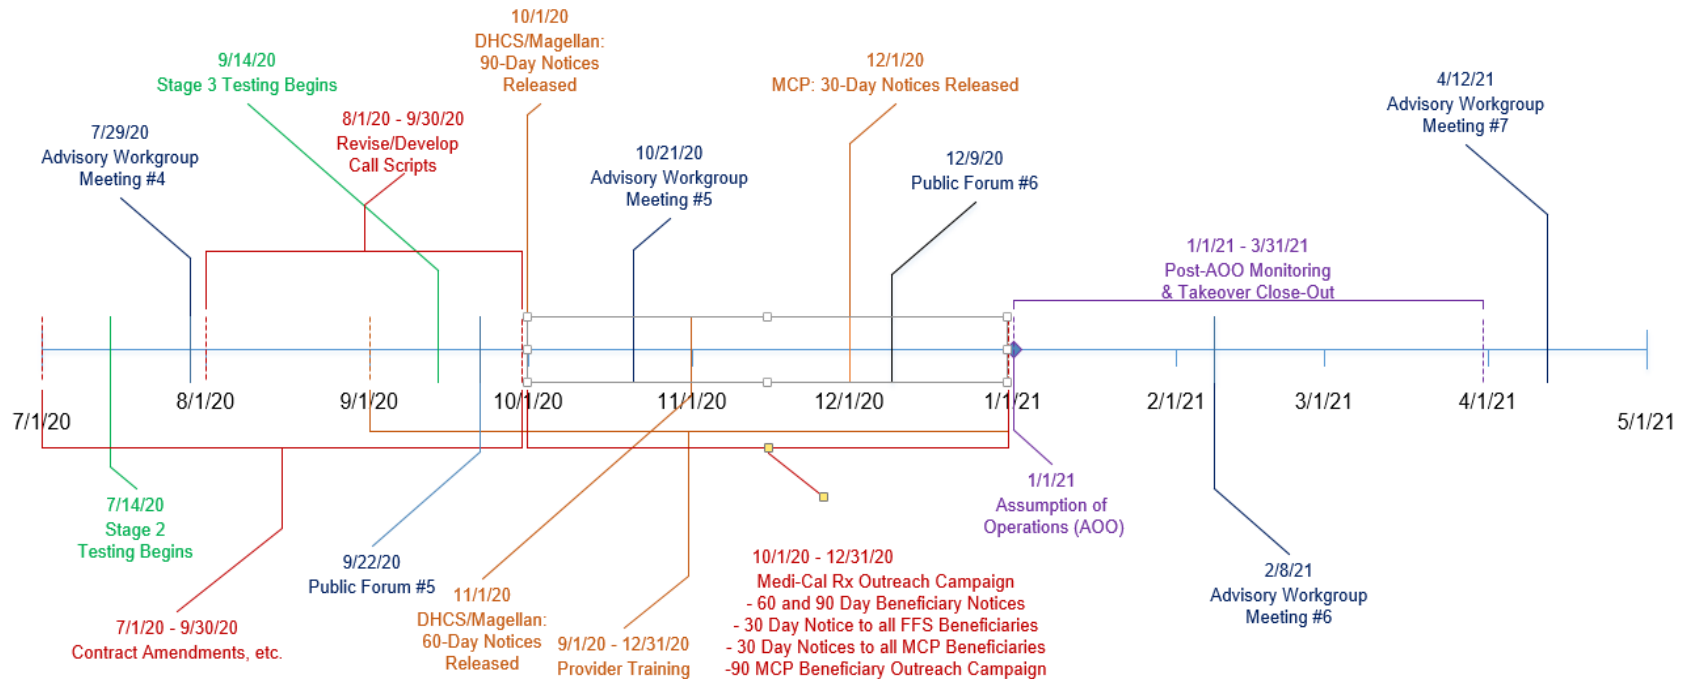 10/1/20
DHCS/Magellan:
90-Day Notices
Released
9/14/20
Stage 3 Testing Begins
12/1/20
MCP: 30-Day Notices Released
4/12/21
Advisory Workgroup
Meeting #7
8/1/20 - 9/30/20
Revise/Develop
Call Scripts
7/29/20
Advisory Workgroup
Meeting #4
10/21/20
Advisory Workgroup
Meeting #5
12/9/20
Public Forum #6
1/1/21 - 3/31/21
Post-AOO Monitoring
& Takeover Close-Out
7/1/20
8/1/20
9/1/20
10/1/20
11/1/20
12/1/20
1/1/21
2/1/21
3/1/21
4/1/21
5/1/21
7/14/20
Stage 2
Testing Begins
1/1/21
Assumption of
Operations (AOO)
9/22/20
Public Forum #5
10/1/20 - 12/31/20
Medi-Cal Rx Outreach Campaign
- 60 and 90 Day Beneficiary Notices
- 30 Day Notice to all FFS Beneficiaries
- 30 Day Notices to all MCP Beneficiaries
-90 MCP Beneficiary Outreach Campaign
2/8/21
Advisory Workgroup
Meeting #6
11/1/20
DHCS/Magellan:
60-Day Notices
Released
7/1/20 - 9/30/20
Contract Amendments, etc.
9/1/20 - 12/31/20
Provider Training